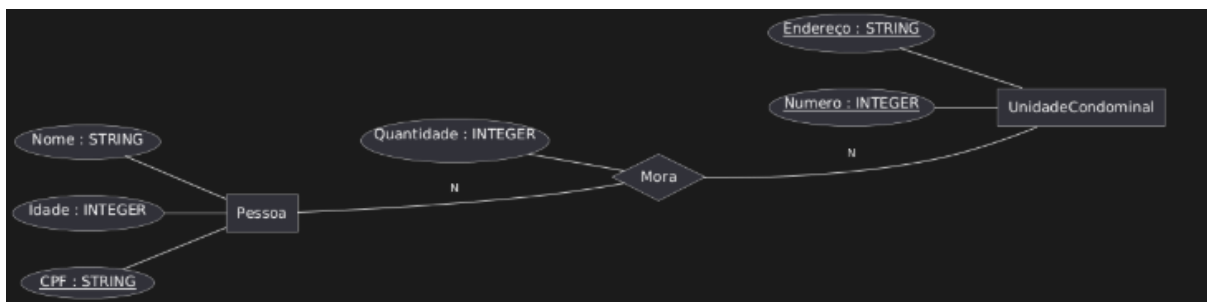 Endereço : STRING
Numero : INTEGER
UnidadeCondominal
Nome : STRING
Quantidade : INTEGER
N
Mora
N
Idade : INTEGER
Pessoa
CPF : STRING